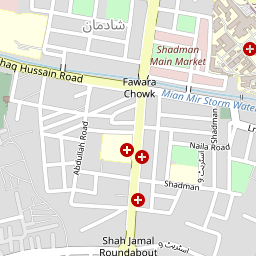 شادمان
Shadman
Main Market
haq Hussain Road
Fawara
Chowk
Mian Mir Storm Water
Abdullah Road
Shadman
Naila Road
Shadman
Shah Jamal
Roundabout